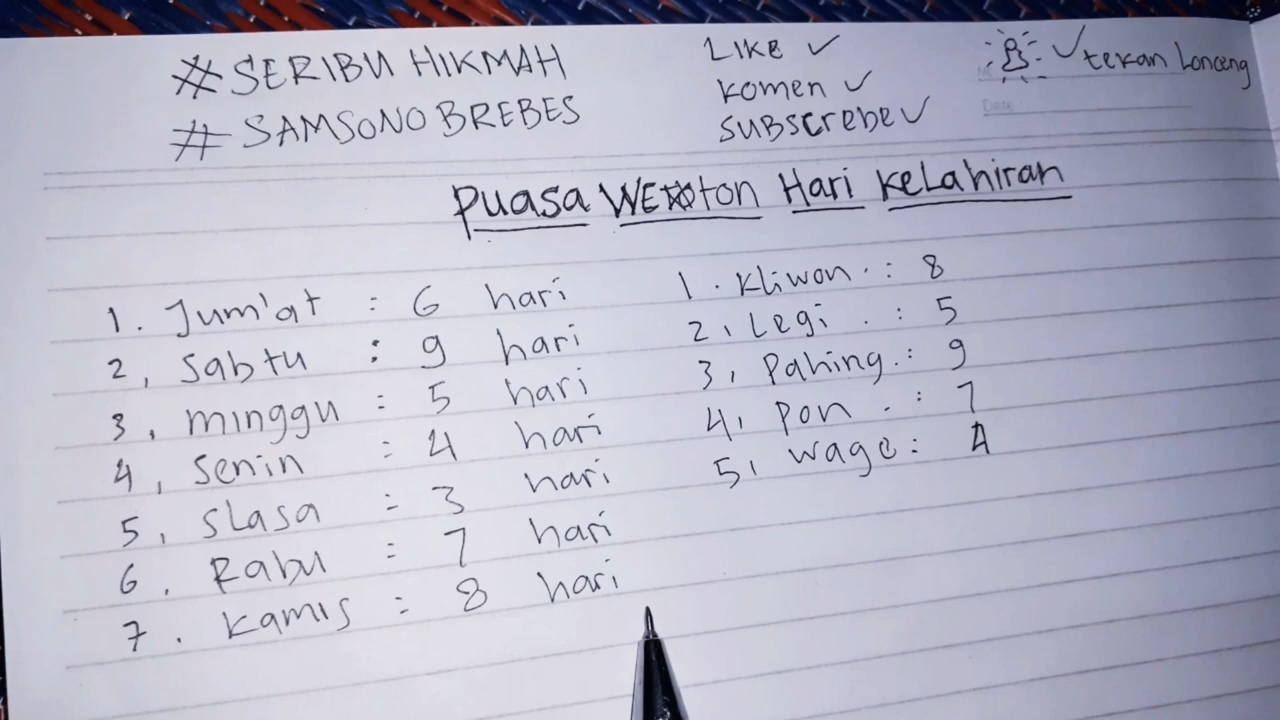 #SERIBU HIKMAH
#SAMSONO BREBES
LIKE ✓
Komen ✓
SUBSCREBE ✓
✓ tekan Lonceng
Date
Puasa WEton Hari KeLahiran
1. Jum'at : 6 hari
2, Sabtu : 9 hari
3, minggu : 5 hari
4, Senin : 4 hari
5, SLasa : 3 hari
6. Rabu : 7 hari
7. Kamis : 8 hari
1. Kliwon : 8
2, Legi : 5
3, Pahing : 9
4, Pon : 7
5, Wage : 4